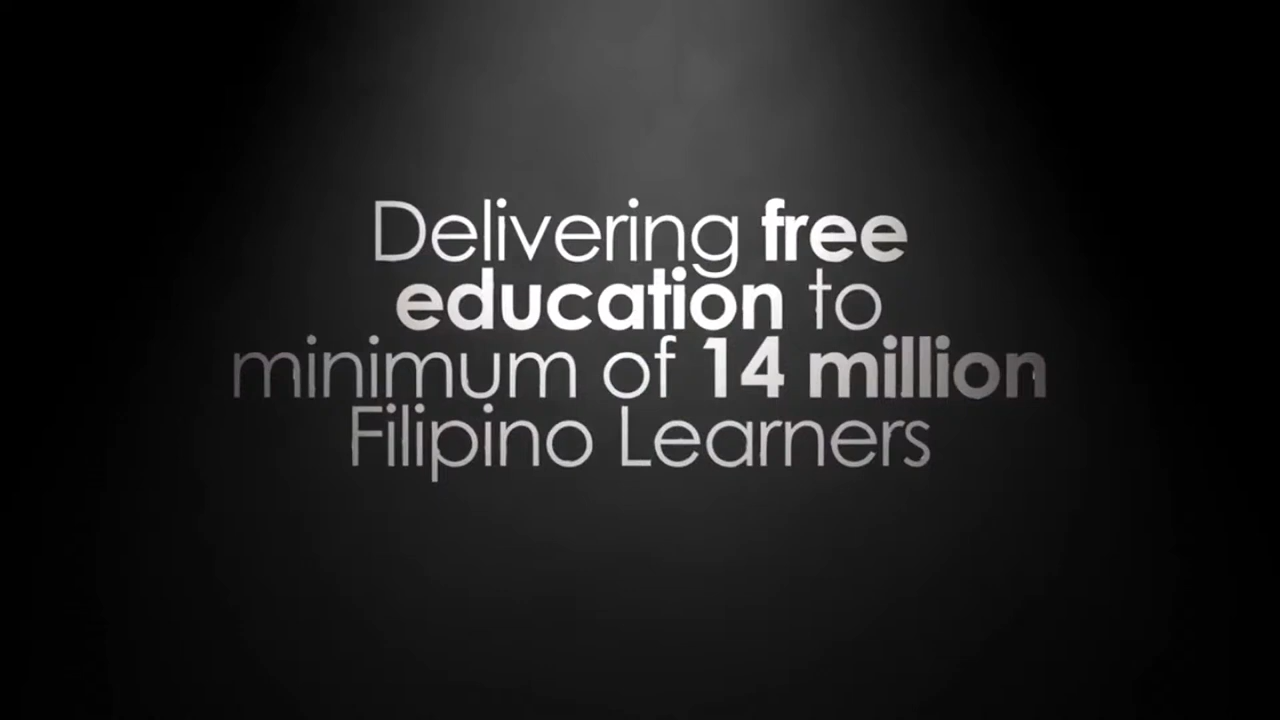 Delivering free
education to
minimum of 14 million
Filipino Learners